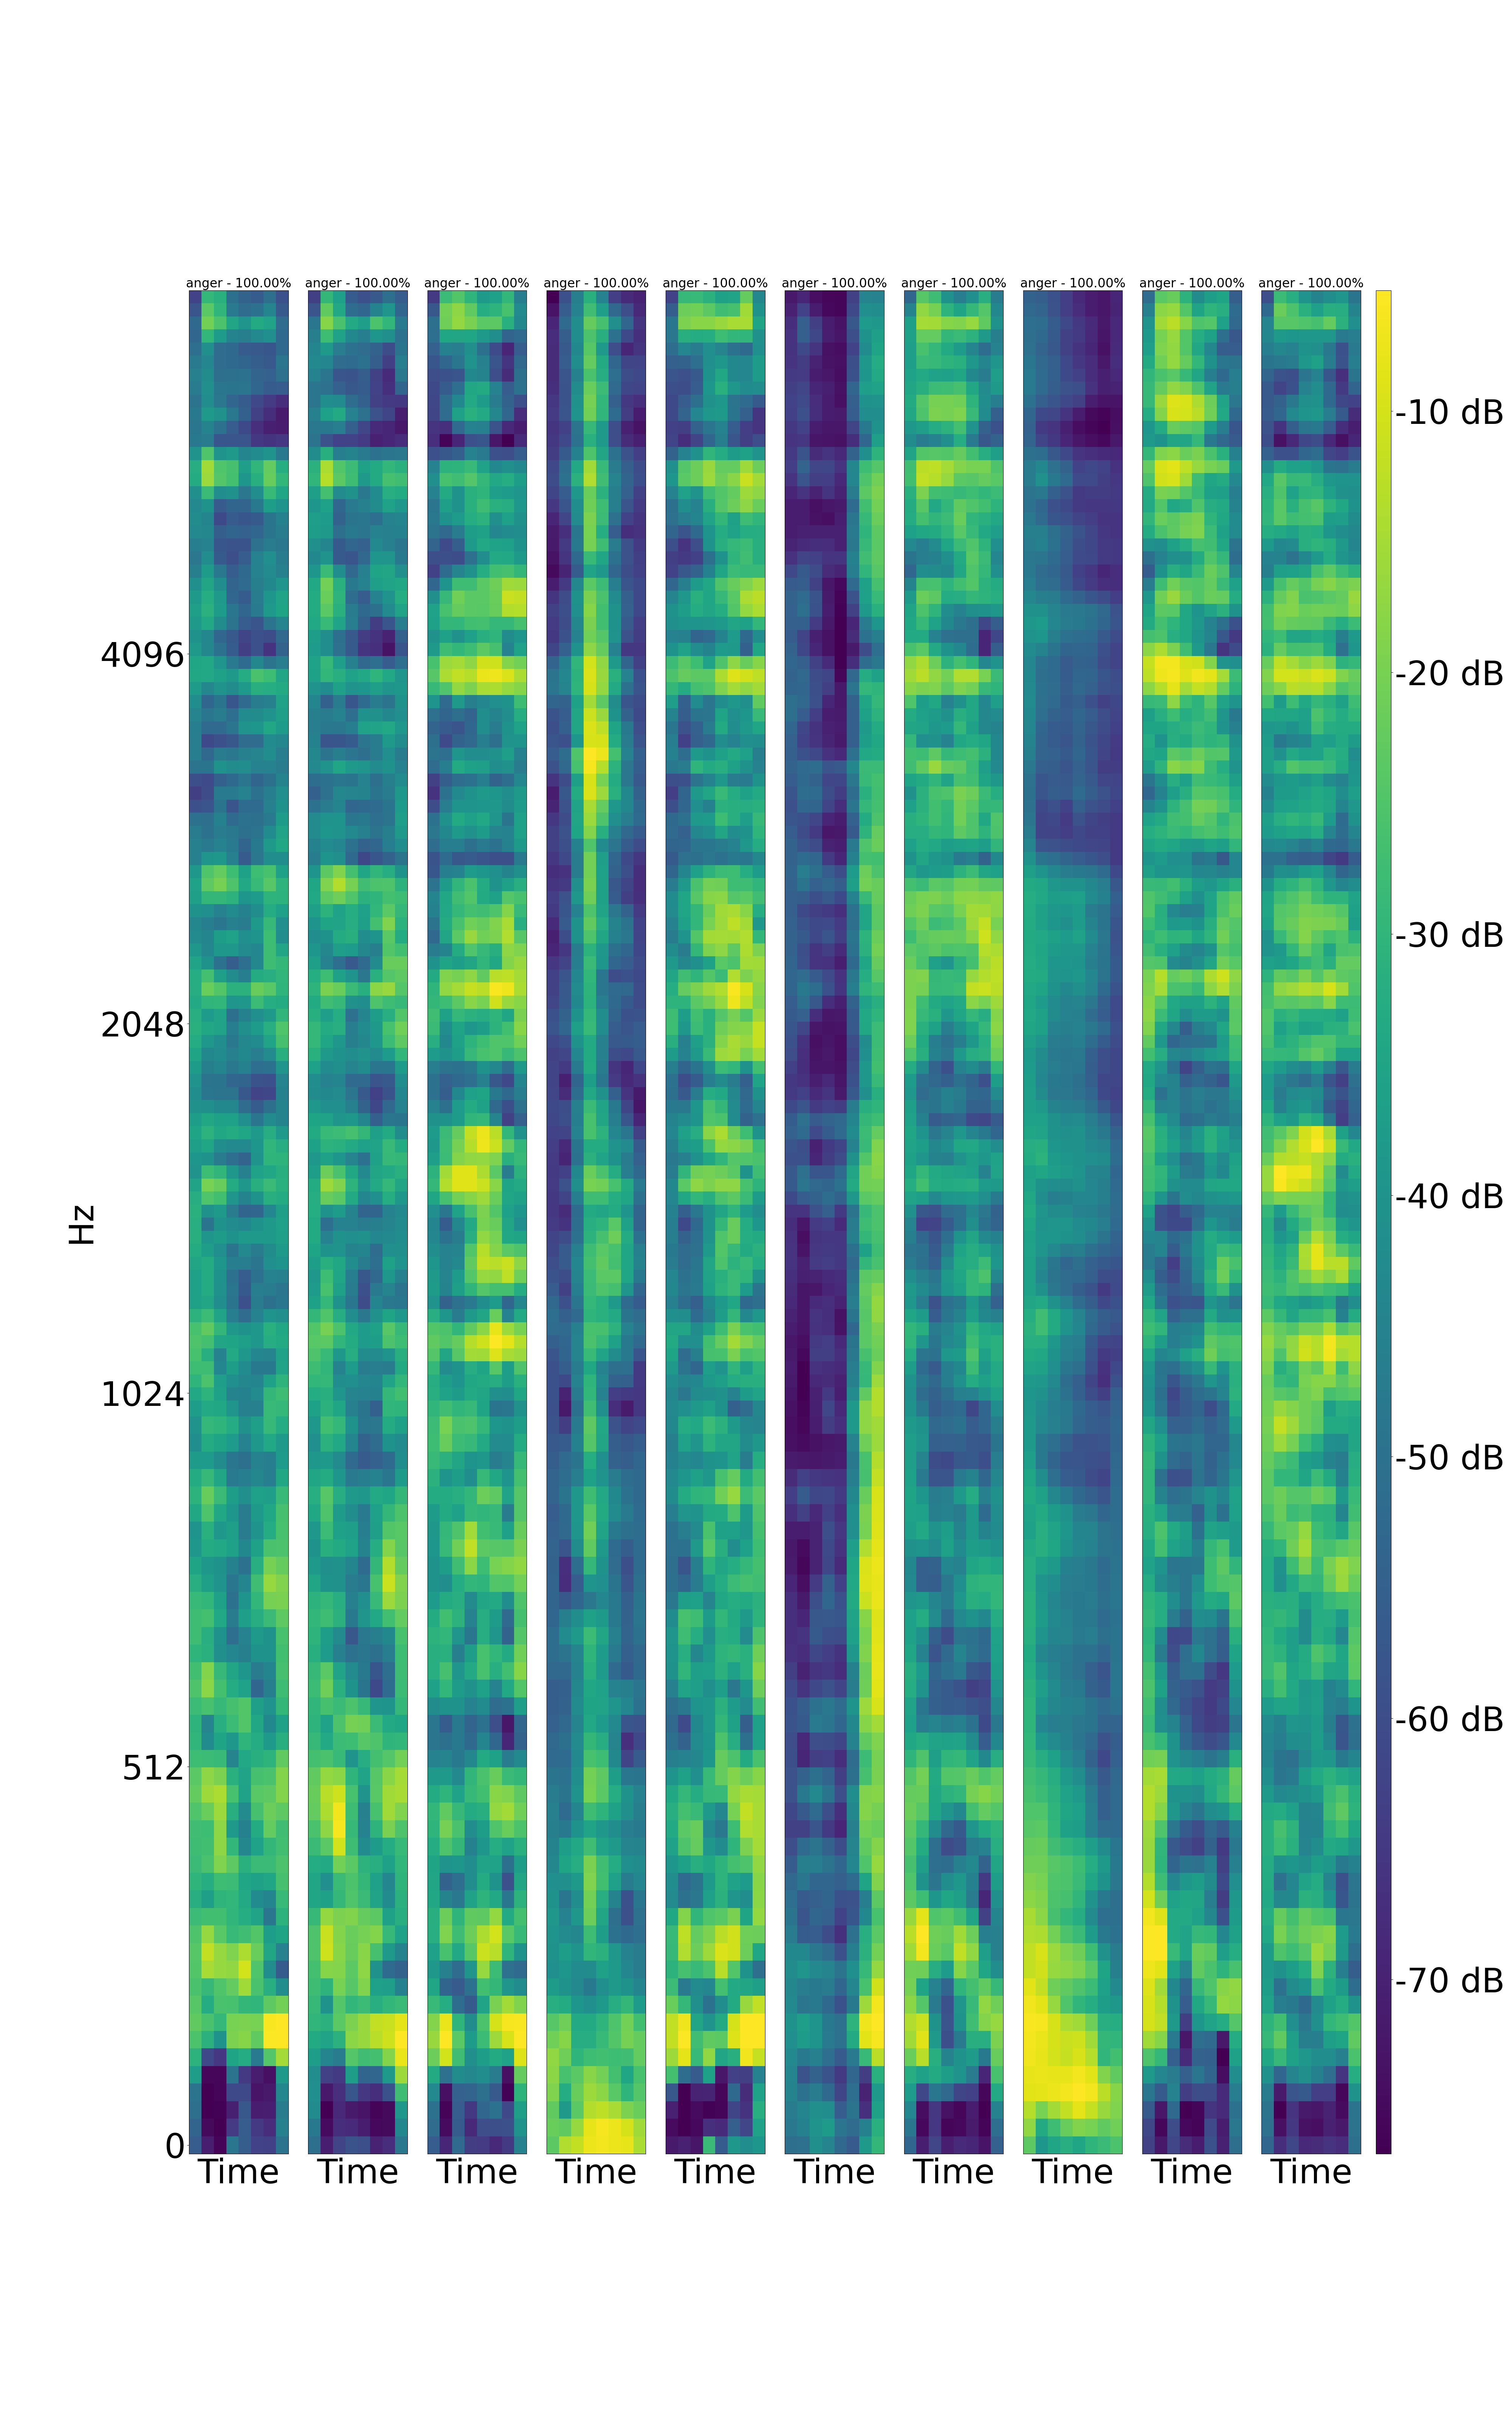 anger - 100.00% anger - 100.00% anger - 100.00% anger - 100.00% anger - 100.00% anger - 100.00% anger - 100.00% anger - 100.00% anger - 100.00% anger - 100.00%
-10 dB
4096
-20 dB
-30 dB
2048
-40 dB
Hz
1024
-50 dB
-60 dB
512
-70 dB
0
Time Time Time Time Time Time Time Time Time Time